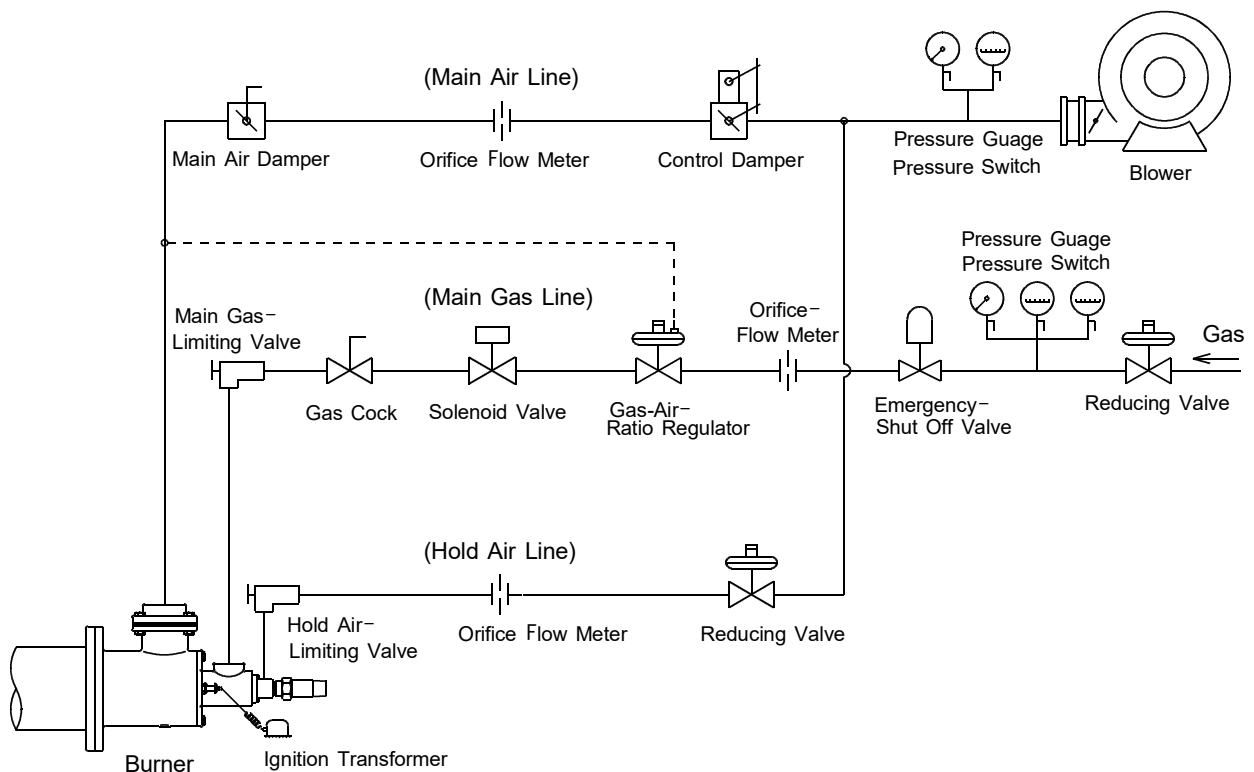 (Main Air Line)
Main Air Damper
Orifice Flow Meter
Control Damper
Pressure Guage
Pressure Switch
Blower
Pressure Guage
Pressure Switch
(Main Gas Line)
Main Gas-
Limiting Valve
Orifice-
Flow Meter
Gas
Gas Cock
Solenoid Valve
Gas-Air-
Ratio Regulator
Emergency-
Shut Off Valve
Reducing Valve
(Hold Air Line)
Hold Air-
Limiting Valve
Orifice Flow Meter
Reducing Valve
Ignition Transformer
Burner